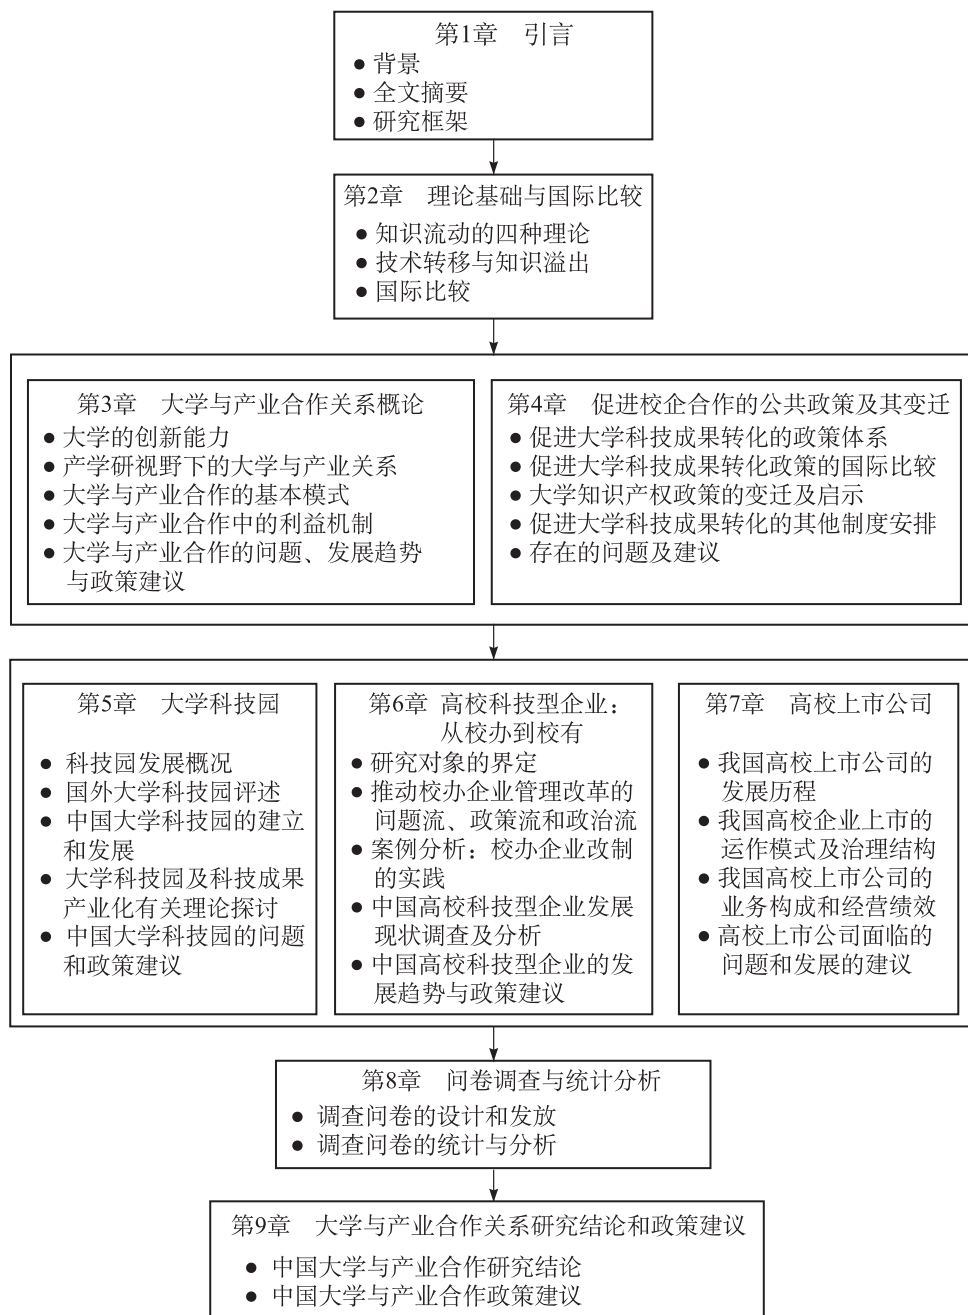 第1章 引言
● 背景
● 全文摘要
● 研究框架
第2章 理论基础与国际比较
● 知识流动的四种理论
● 技术转移与知识溢出
● 国际比较
第3章 大学与产业合作关系概论
● 大学的创新能力
● 产学研视野下的大学与产业关系
● 大学与产业合作的基本模式
● 大学与产业合作中的利益机制
● 大学与产业合作的问题、发展趋势
与政策建议
第4章 促进校企合作的公共政策及其变迁
● 促进大学科技成果转化的政策体系
● 促进大学科技成果转化政策的国际比较
● 大学知识产权政策的变迁及启示
● 促进大学科技成果转化的其他制度安排
● 存在的问题及建议
第5章 大学科技园
● 科技园发展概况
● 国外大学科技园评述
● 中国大学科技园的建立
和发展
● 大学科技园及科技成果
产业化有关理论探讨
● 中国大学科技园的问题
和政策建议
第6章 高校科技型企业：
从校办到校有
● 研究对象的界定
● 推动校办企业管理改革的
问题流、政策流和政治流
● 案例分析：校办企业改制
的实践
● 中国高校科技型企业发展
现状调查及分析
● 中国高校科技型企业的发
展趋势与政策建议
第7章 高校上市公司
● 我国高校上市公司的
发展历程
● 我国高校企业上市的
运作模式及治理结构
● 我国高校上市公司的
业务构成和经营绩效
● 高校上市公司面临的
问题和发展的建议
第8章 问卷调查与统计分析
● 调查问卷的设计和发放
● 调查问卷的统计与分析
第9章 大学与产业合作关系研究结论和政策建议
● 中国大学与产业合作研究结论
● 中国大学与产业合作政策建议